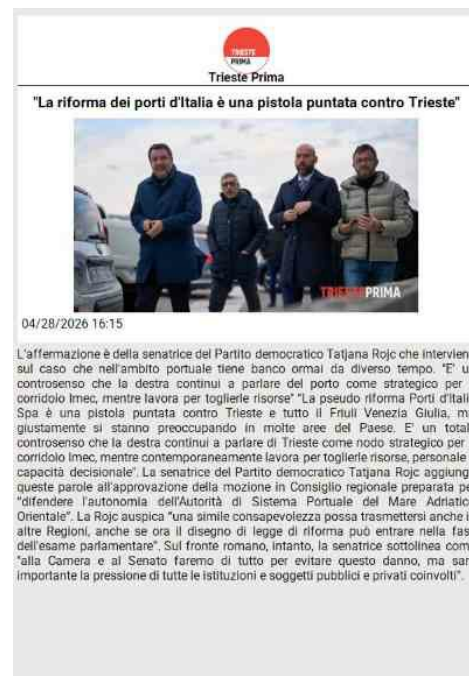 TRIESTE
PRIMA
Trieste Prima
"La riforma dei porti d'Italia è una pistola puntata contro Trieste"
TRIESTE PRIMA
04/28/2026 16:15
L'affermazione è della senatrice del Partito democratico Tatjana Rojc che intervien
sul caso che nell'ambito portuale tiene banco ormai da diverso tempo. "E' u
controsenso che la destra continui a parlare del porto come strategico per
corridoio Imec, mentre lavora per toglierle risorse" "La pseudo riforma Porti d'Itali
Spa è una pistola puntata contro Trieste e tutto il Friuli Venezia Giulia, m
giustamente si stanno preoccupando in molte aree del Paese. E' un total
controsenso che la destra continui a parlare di Trieste come nodo strategico per
corridoio Imec, mentre contemporaneamente lavora per toglierle risorse, personale
capacità decisionale". La senatrice del Partito democratico Tatjana Rojc aggiung
queste parole all'approvazione della mozione in Consiglio regionale preparata pe
"difendere l'autonomia dell'Autorità di Sistema Portuale del Mare Adriatic
Orientale". La Rojc auspica "una simile consapevolezza possa trasmettersi anche i
altre Regioni, anche se ora il disegno di legge di riforma può entrare nella fas
dell'esame parlamentare". Sul fronte romano, intanto, la senatrice sottolinea com
"alla Camera e al Senato faremo di tutto per evitare questo danno, ma sar
importante la pressione di tutte le istituzioni e soggetti pubblici e privati coinvolti".